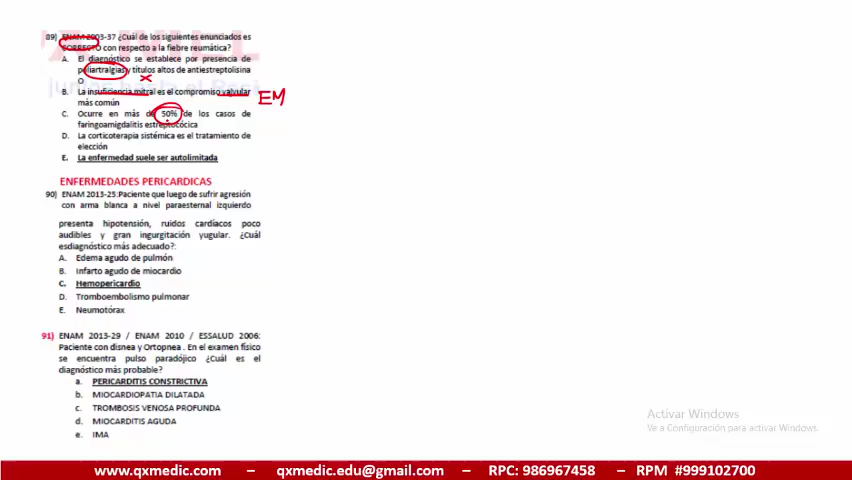 89) ENAM 2003-37 ¿Cuál de los siguientes enunciados es
CORRECTO con respecto a la fiebre reumática?
A. El diagnóstico se establece por presencia de
poliartralgias y títulos altos de antiestreptolisina
O
B. La insuficiencia mitral es el compromiso valvular
más común
EM
C. Ocurre en más de 50% de los casos de
faringoamigdalitis estreptocócica
D. La corticoterapia sistémica es el tratamiento de
elección
E. La enfermedad suele ser autolimitada
ENFERMEDADES PERICARDICAS
90) ENAM 2013-25:Paciente que luego de sufrir agresión
con arma blanca a nivel paraesternal izquierdo
presenta hipotensión, ruidos cardíacos poco
audibles y gran ingurgitación yugular. ¿Cuál
esdiagnóstico más adecuado?:
A. Edema agudo de pulmón
B. Infarto agudo de miocardio
C. Hemopericardio
D. Tromboembolismo pulmonar
E. Neumotórax
91) ENAM 2013-29 / ENAM 2010 / ESSALUD 2006:
Paciente con disnea y Ortopnea . En el examen físico
se encuentra pulso paradójico ¿Cuál es el
diagnóstico más probable?
a. PERICARDITIS CONSTRICTIVA
b. MIOCARDIOPATIA DILATADA
c. TROMBOSIS VENOSA PROFUNDA
d. MIOCARDITIS AGUDA
e. IMA
Activar Windows
Ve a Configuración para activar Windows.
www.qxmedic.com – qxmedic.edu@gmail.com – RPC: 986967458 – RPM #999102700